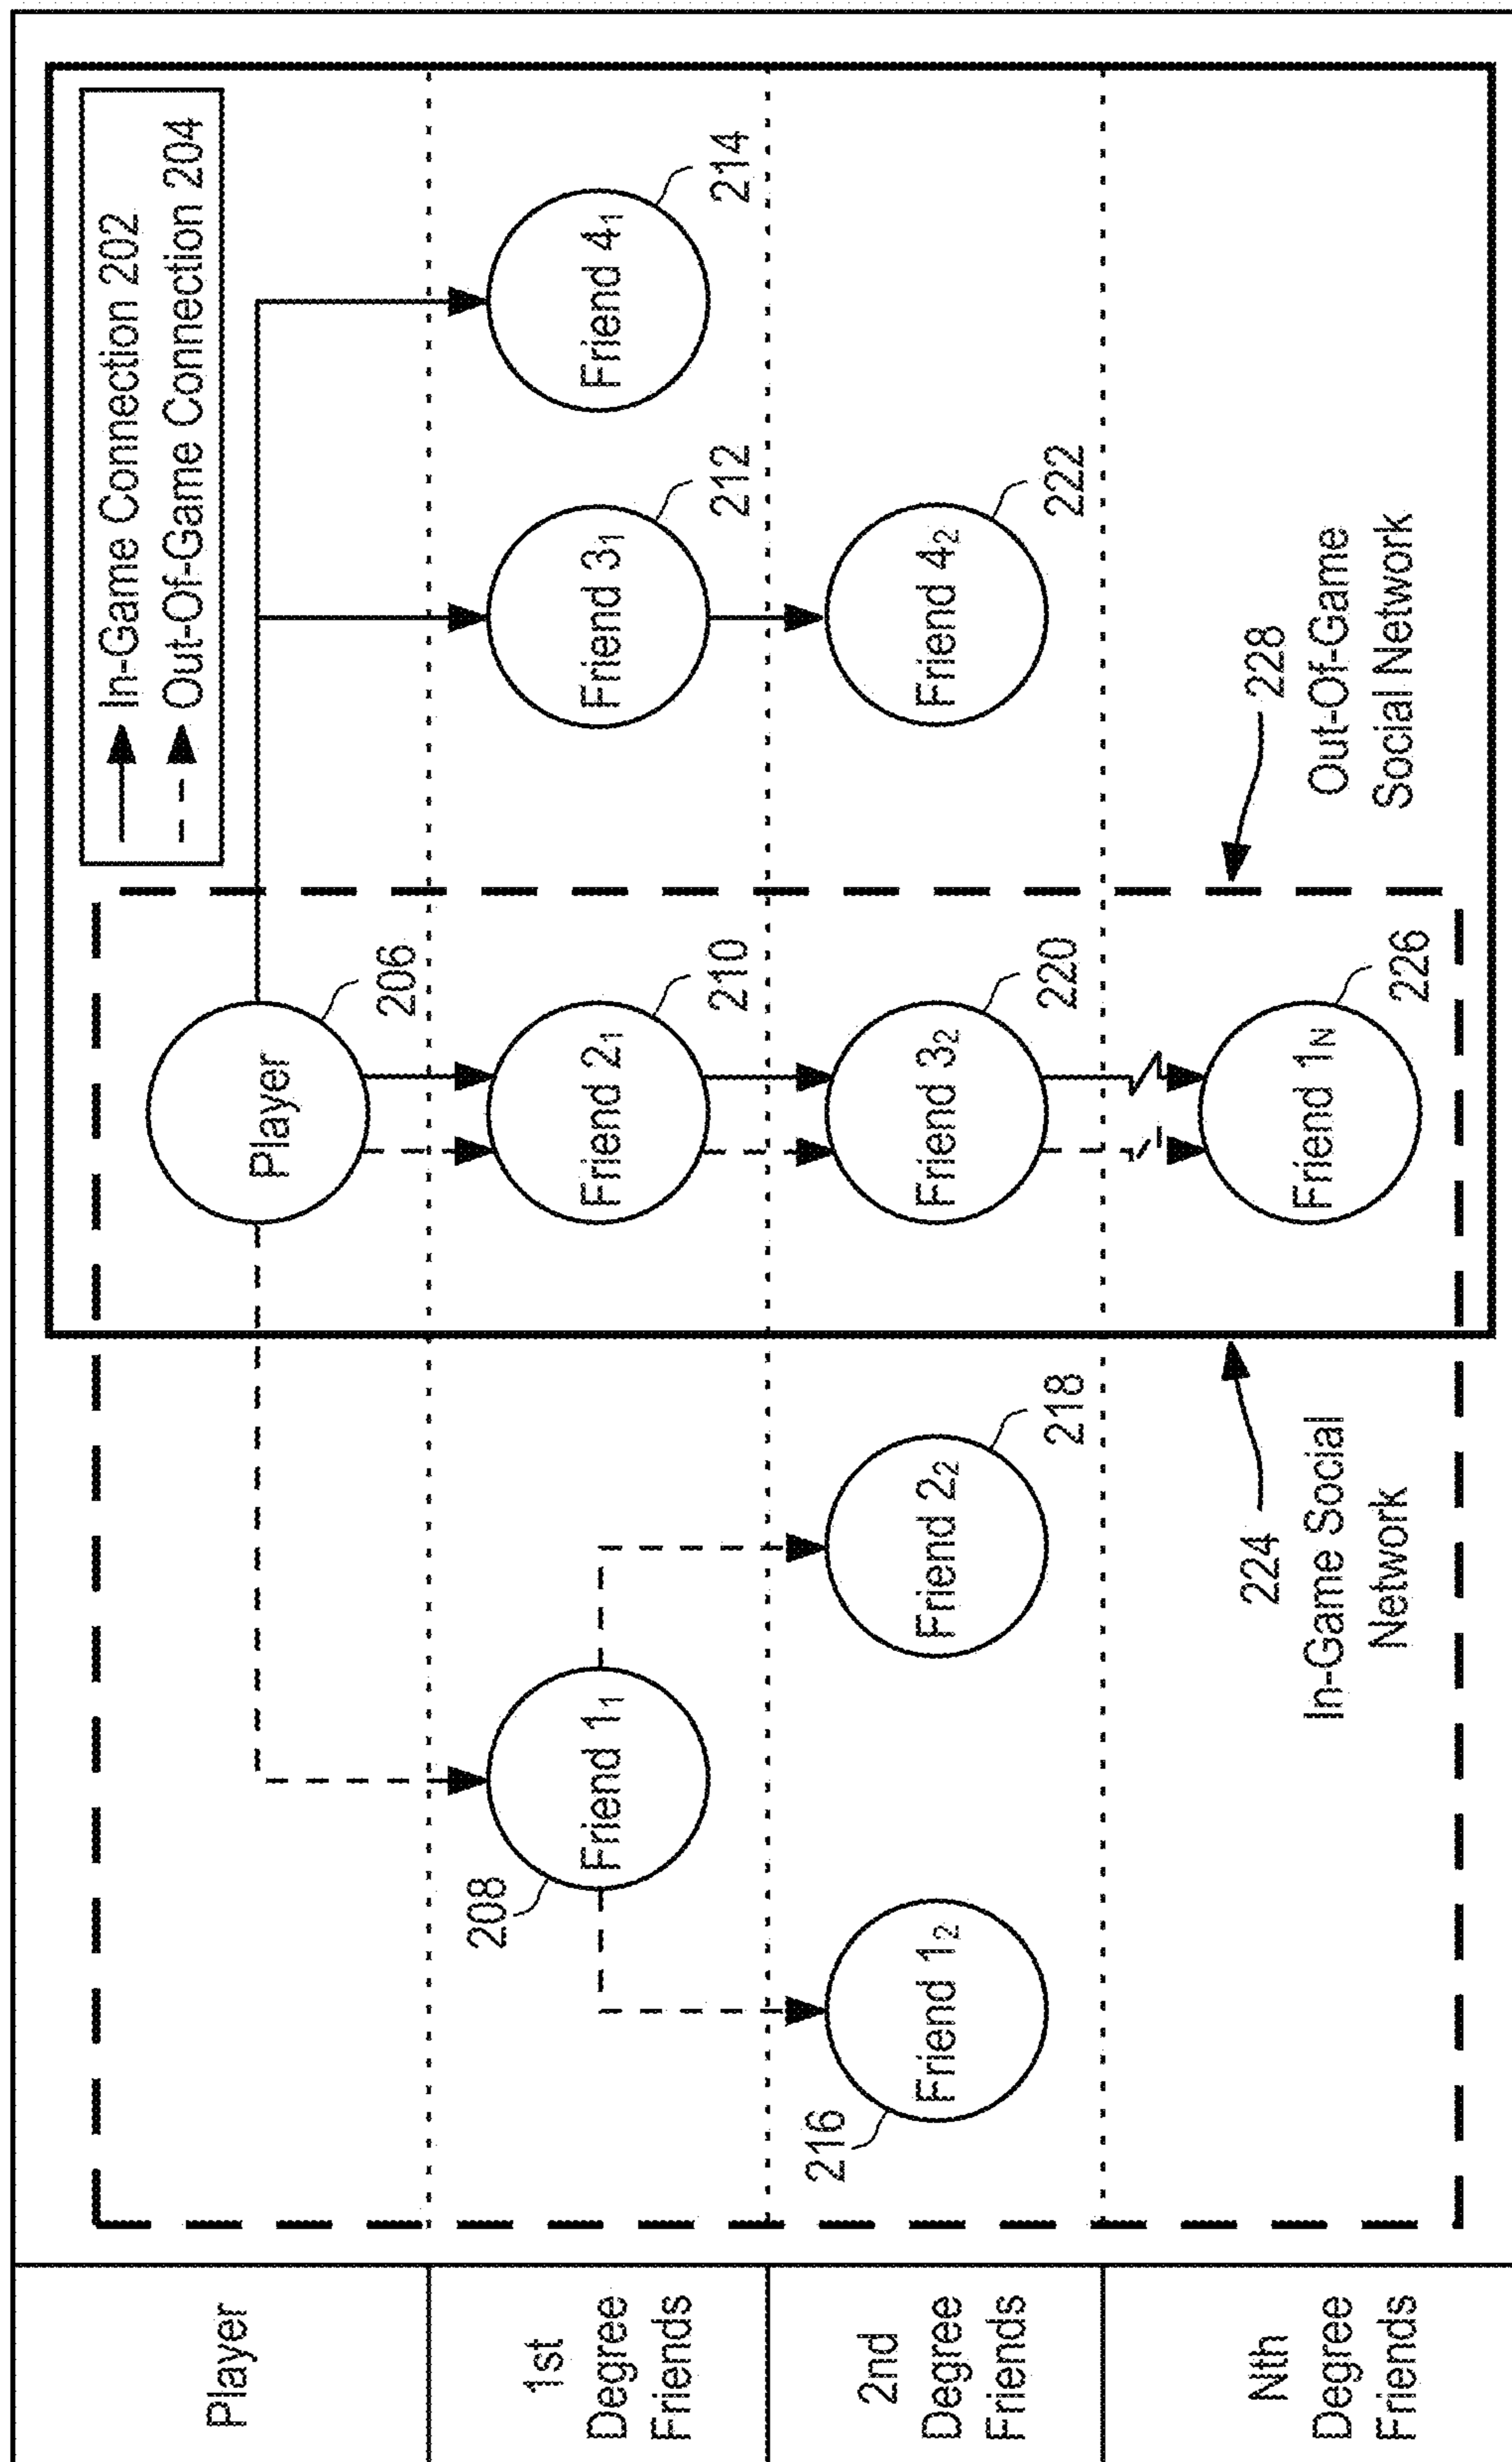 In-Game Connection 202
Out-Of-Game Connection 204
Player
Player
206
1st
Degree
Friends
208
Friend 1₁
Friend 2₁
210
Friend 3₁
212
Friend 4₁
214
2nd
Degree
Friends
216
Friend 1₂
Friend 2₂
218
Friend 3₂
220
Friend 4₂
222
Nth
Degree
Friends
224
In-Game Social
Network
Friend 1ₙ
226
228
Out-Of-Game
Social Network